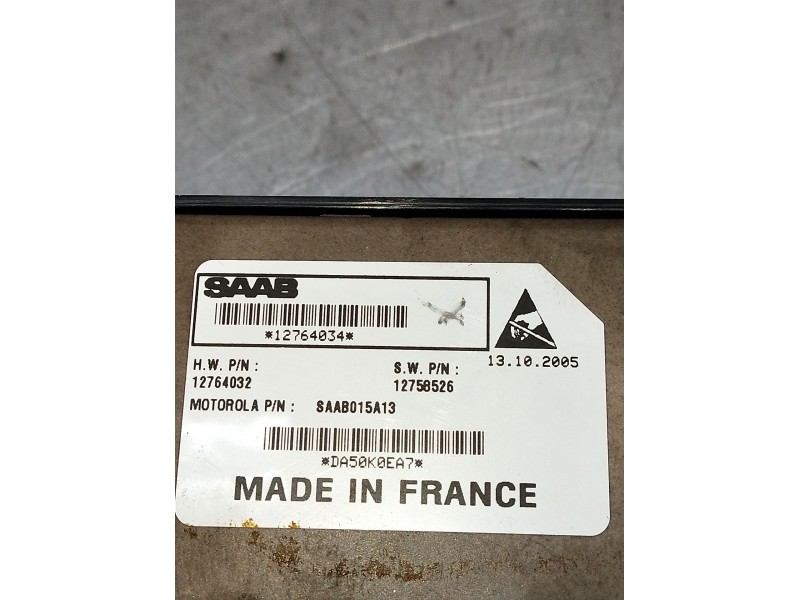 SAAB
*12764034*
13.10.2005
H.W. P/N : S.W. P/N :
12764032 12758526
MOTOROLA P/N : SAAB015A13
*DA50K0EA7*
MADE IN FRANCE